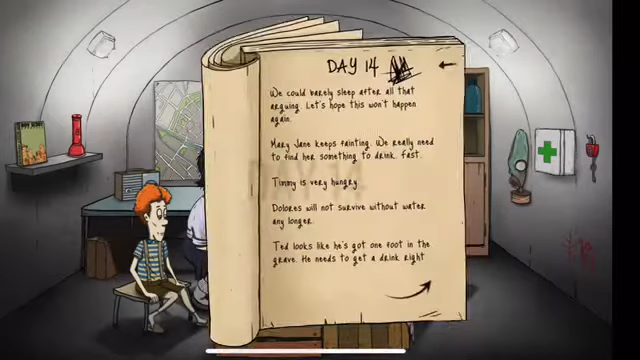 DAY 14
We could barely sleep after all that
arguing. Let's hope this won't happen
again.
Mary Jane keeps fainting. We really need
to find her something to drink fast.
Timmy is very hungry.
Dolores will not survive without water
any longer.
Ted looks like he's got one foot in the
grave. He needs to get a drink right